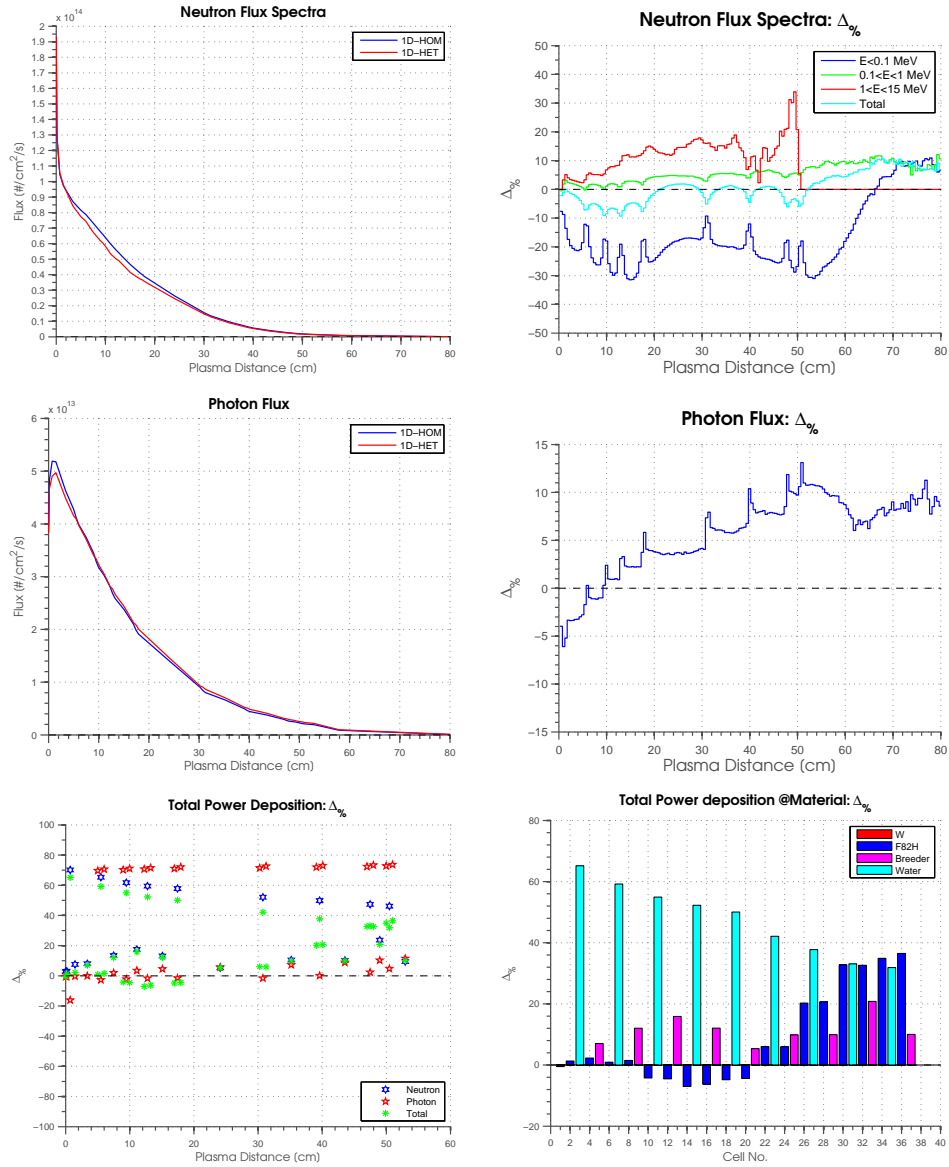 Neutron Flux Spectra
x 10^14
2
1.9
1.8
1.7
1.6
1.5
1.4
1.3
1.2
1.1
1
0.9
0.8
0.7
0.6
0.5
0.4
0.3
0.2
0.1
0
Flux (#/cm²/s)
1D-HOM
1D-HET
0 10 20 30 40 50 60 70 80
Plasma Distance (cm)
Neutron Flux Spectra: Δ%
50
40
30
20
10
0
-10
-20
-30
-40
-50
Δ%
E<0.1 MeV
0.1<E<1 MeV
1<E<15 MeV
Total
0 10 20 30 40 50 60 70 80
Plasma Distance (cm)
Photon Flux
x 10^13
6
5
4
3
2
1
0
Flux (#/cm²/s)
1D-HOM
1D-HET
0 10 20 30 40 50 60 70 80
Plasma Distance (cm)
Photon Flux: Δ%
15
10
5
0
-5
-10
-15
Δ%
0 10 20 30 40 50 60 70 80
Plasma Distance (cm)
Total Power Deposition: Δ%
100
80
60
40
20
0
-20
-40
-60
-80
-100
Δ%
Neutron
Photon
Total
0 10 20 30 40 50 60
Plasma Distance (cm)
Total Power deposition @Material: Δ%
80
60
40
20
0
-20
Δ%
W
F82H
Breeder
Water
0 2 4 6 8 10 12 14 16 18 20 22 24 26 28 30 32 34 36 38 40
Cell No.